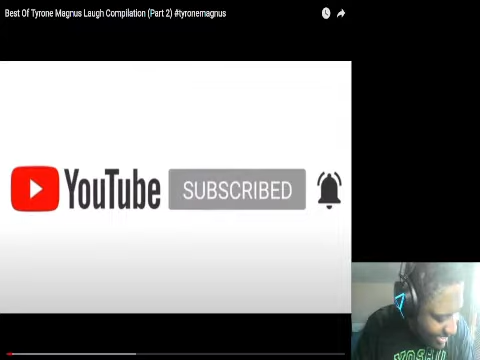 Best Of Tyrone Magnus Laugh Compilation (Part 2) #tyronemagnus
YouTube SUBSCRIBED